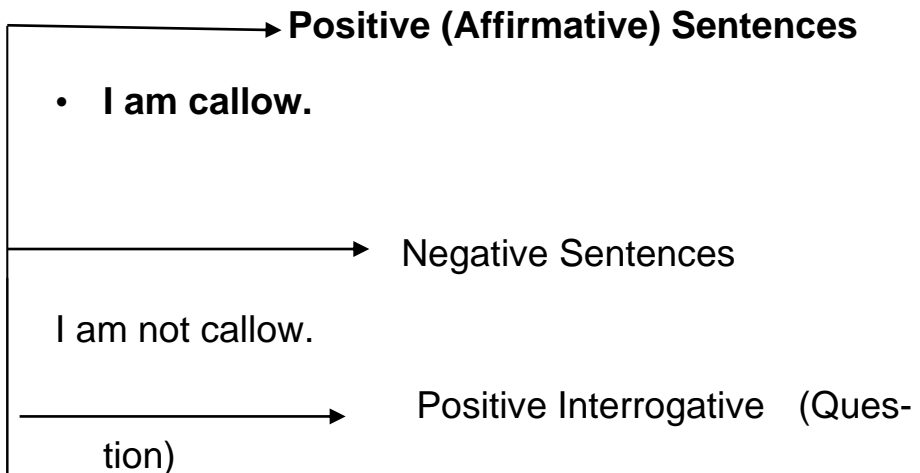 Positive (Affirmative) Sentences
• I am callow.
Negative Sentences
I am not callow.
Positive Interrogative (Ques-
tion)